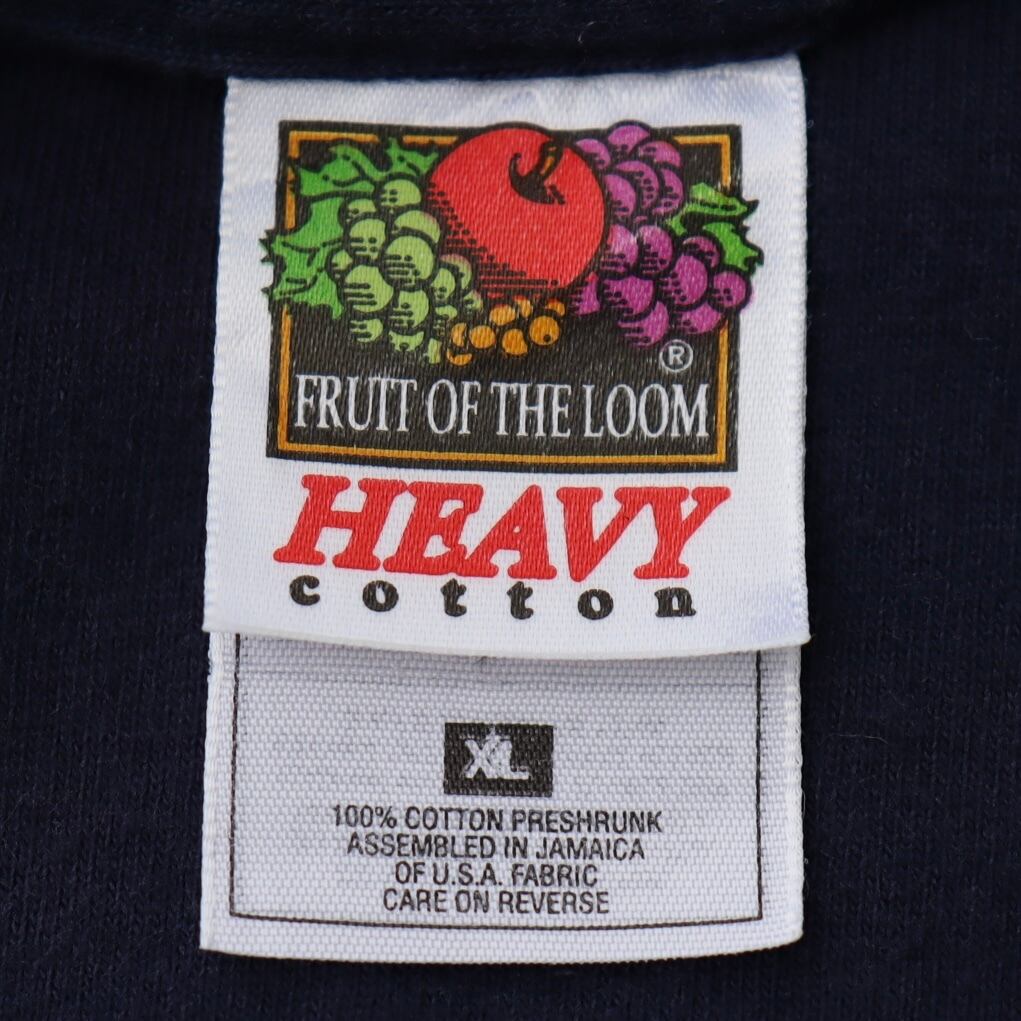 ®
FRUIT OF THE LOOM
HEAVY
cotton
XL
100% COTTON PRESHRUNK
ASSEMBLED IN JAMAICA
OF U.S.A. FABRIC
CARE ON REVERSE